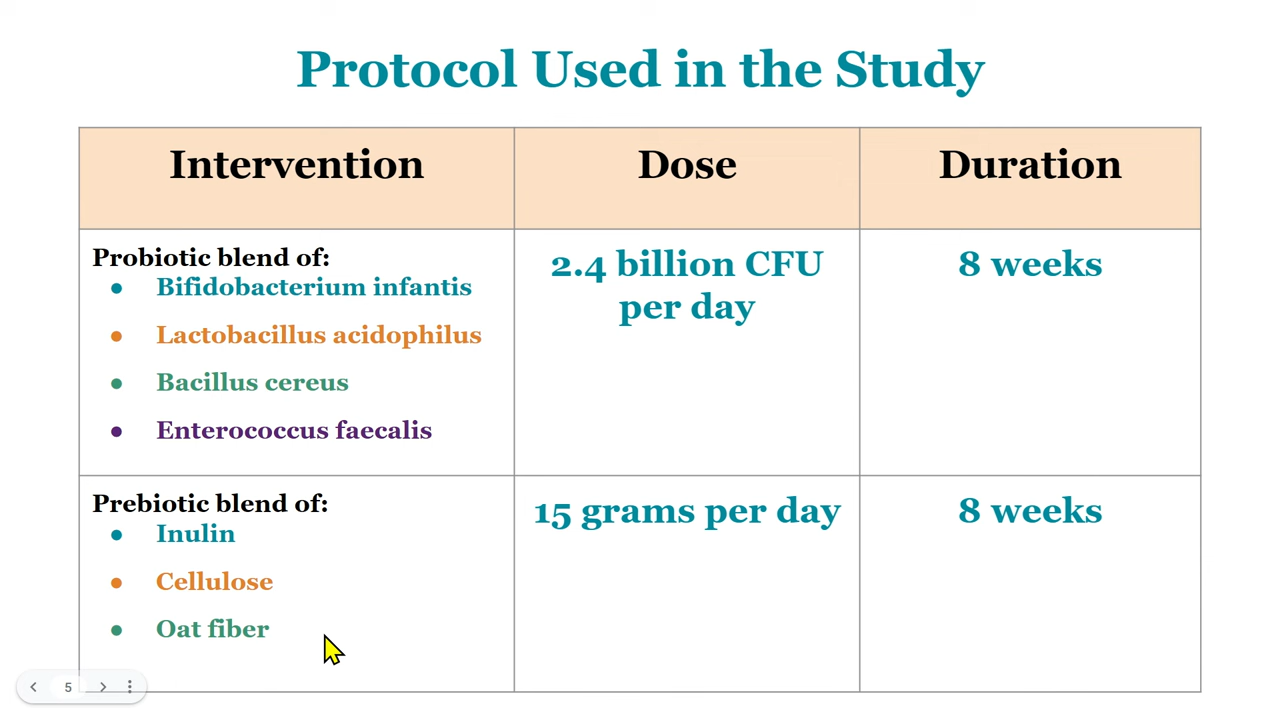 Protocol Used in the Study
Intervention
Dose
Duration
Probiotic blend of:
● Bifidobacterium infantis
● Lactobacillus acidophilus
● Bacillus cereus
● Enterococcus faecalis
2.4 billion CFU
per day
8 weeks
Prebiotic blend of:
● Inulin
● Cellulose
● Oat fiber
15 grams per day
8 weeks
5